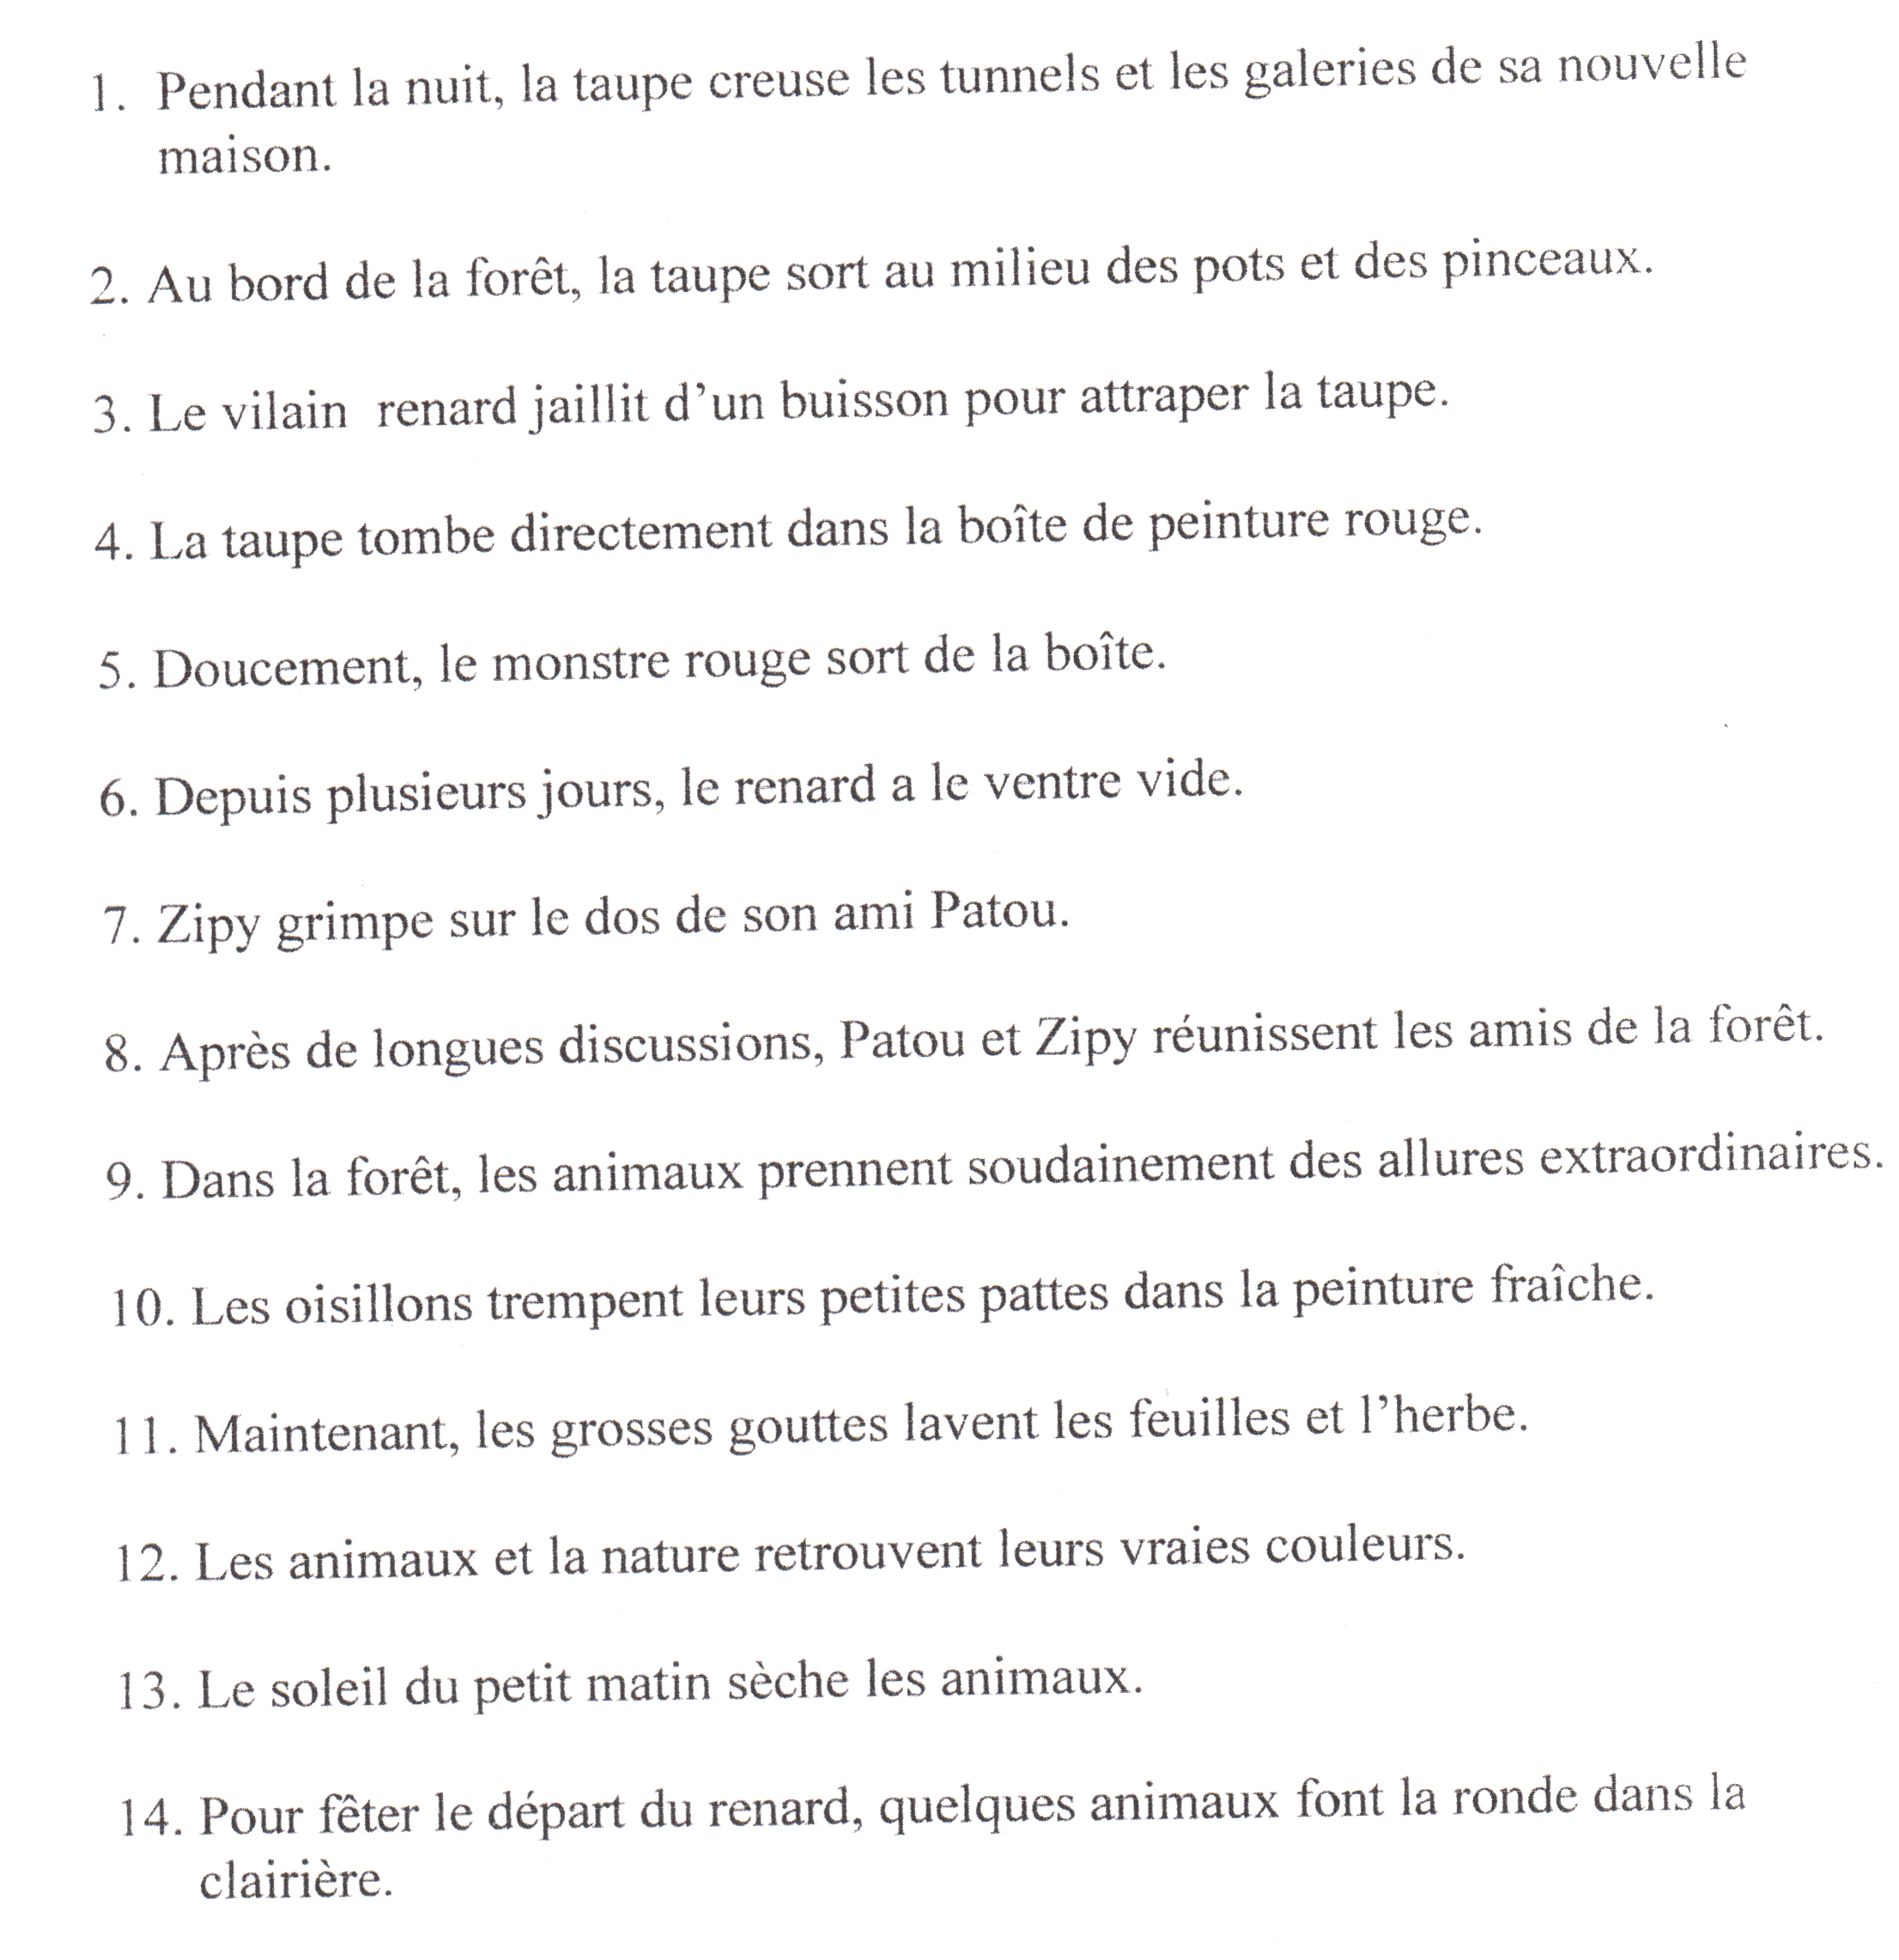 1. Pendant la nuit, la taupe creuse les tunnels et les galeries de sa nouvelle
maison.
2. Au bord de la forêt, la taupe sort au milieu des pots et des pinceaux.
3. Le vilain renard jaillit d’un buisson pour attraper la taupe.
4. La taupe tombe directement dans la boîte de peinture rouge.
5. Doucement, le monstre rouge sort de la boîte.
6. Depuis plusieurs jours, le renard a le ventre vide.
7. Zipy grimpe sur le dos de son ami Patou.
8. Après de longues discussions, Patou et Zipy réunissent les amis de la forêt.
9. Dans la forêt, les animaux prennent soudainement des allures extraordinaires.
10. Les oisillons trempent leurs petites pattes dans la peinture fraîche.
11. Maintenant, les grosses gouttes lavent les feuilles et l’herbe.
12. Les animaux et la nature retrouvent leurs vraies couleurs.
13. Le soleil du petit matin sèche les animaux.
14. Pour fêter le départ du renard, quelques animaux font la ronde dans la
clairière.